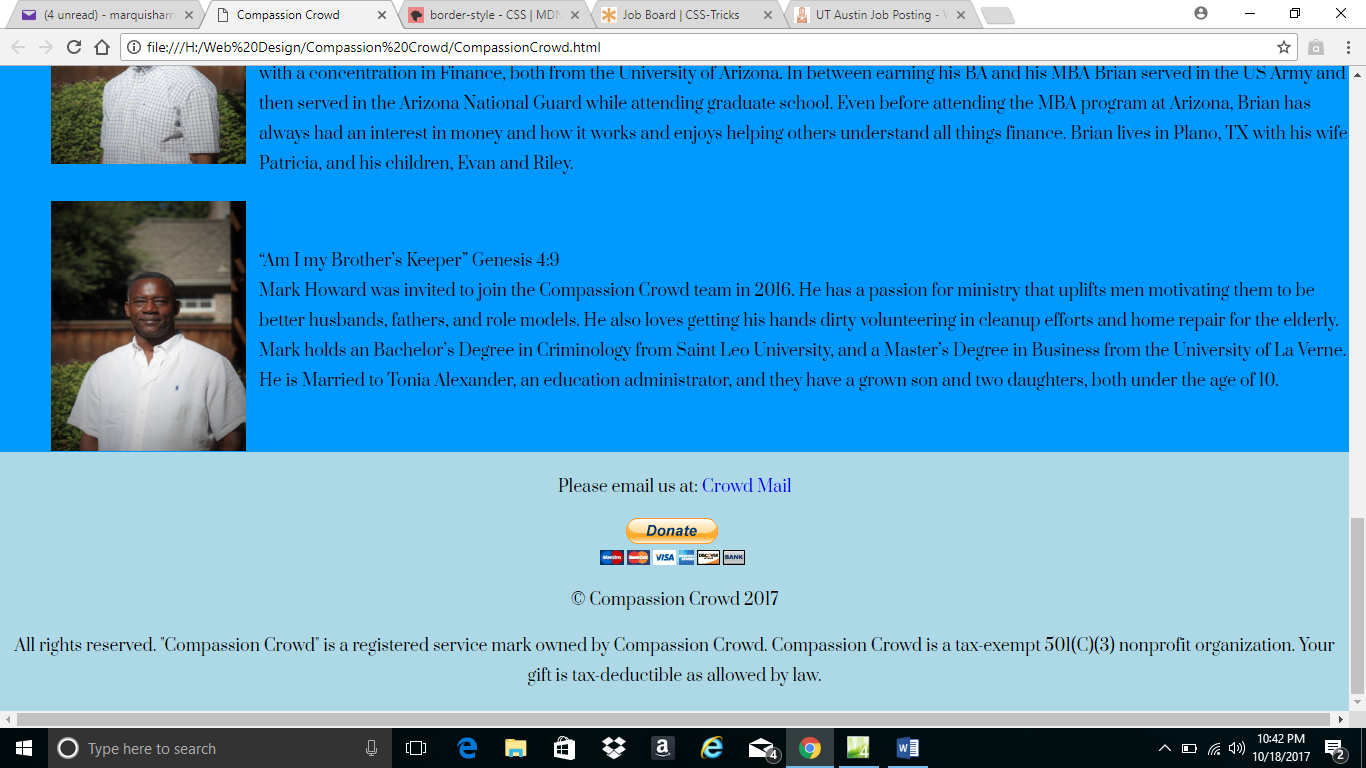 (4 unread) - marquisharr
Compassion Crowd
border-style - CSS | MDN
Job Board | CSS-Tricks
UT Austin Job Posting -
file:///H:/Web%20Design/Compassion%20Crowd/CompassionCrowd.html
with a concentration in Finance, both from the University of Arizona. In between earning his BA and his MBA Brian served in the US Army and
then served in the Arizona National Guard while attending graduate school. Even before attending the MBA program at Arizona, Brian has
always had an interest in money and how it works and enjoys helping others understand all things finance. Brian lives in Plano, TX with his wife
Patricia, and his children, Evan and Riley.
“Am I my Brother’s Keeper” Genesis 4:9
Mark Howard was invited to join the Compassion Crowd team in 2016. He has a passion for ministry that uplifts men motivating them to be
better husbands, fathers, and role models. He also loves getting his hands dirty volunteering in cleanup efforts and home repair for the elderly.
Mark holds an Bachelor’s Degree in Criminology from Saint Leo University, and a Master’s Degree in Business from the University of La Verne.
He is Married to Tonia Alexander, an education administrator, and they have a grown son and two daughters, both under the age of 10.
Please email us at: Crowd Mail
Donate
Maestro MasterCard VISA DISCOVER BANK
© Compassion Crowd 2017
All rights reserved. "Compassion Crowd" is a registered service mark owned by Compassion Crowd. Compassion Crowd is a tax-exempt 501(C)(3) nonprofit organization. Your
gift is tax-deductible as allowed by law.
Type here to search
4
10:42 PM
10/18/2017
2